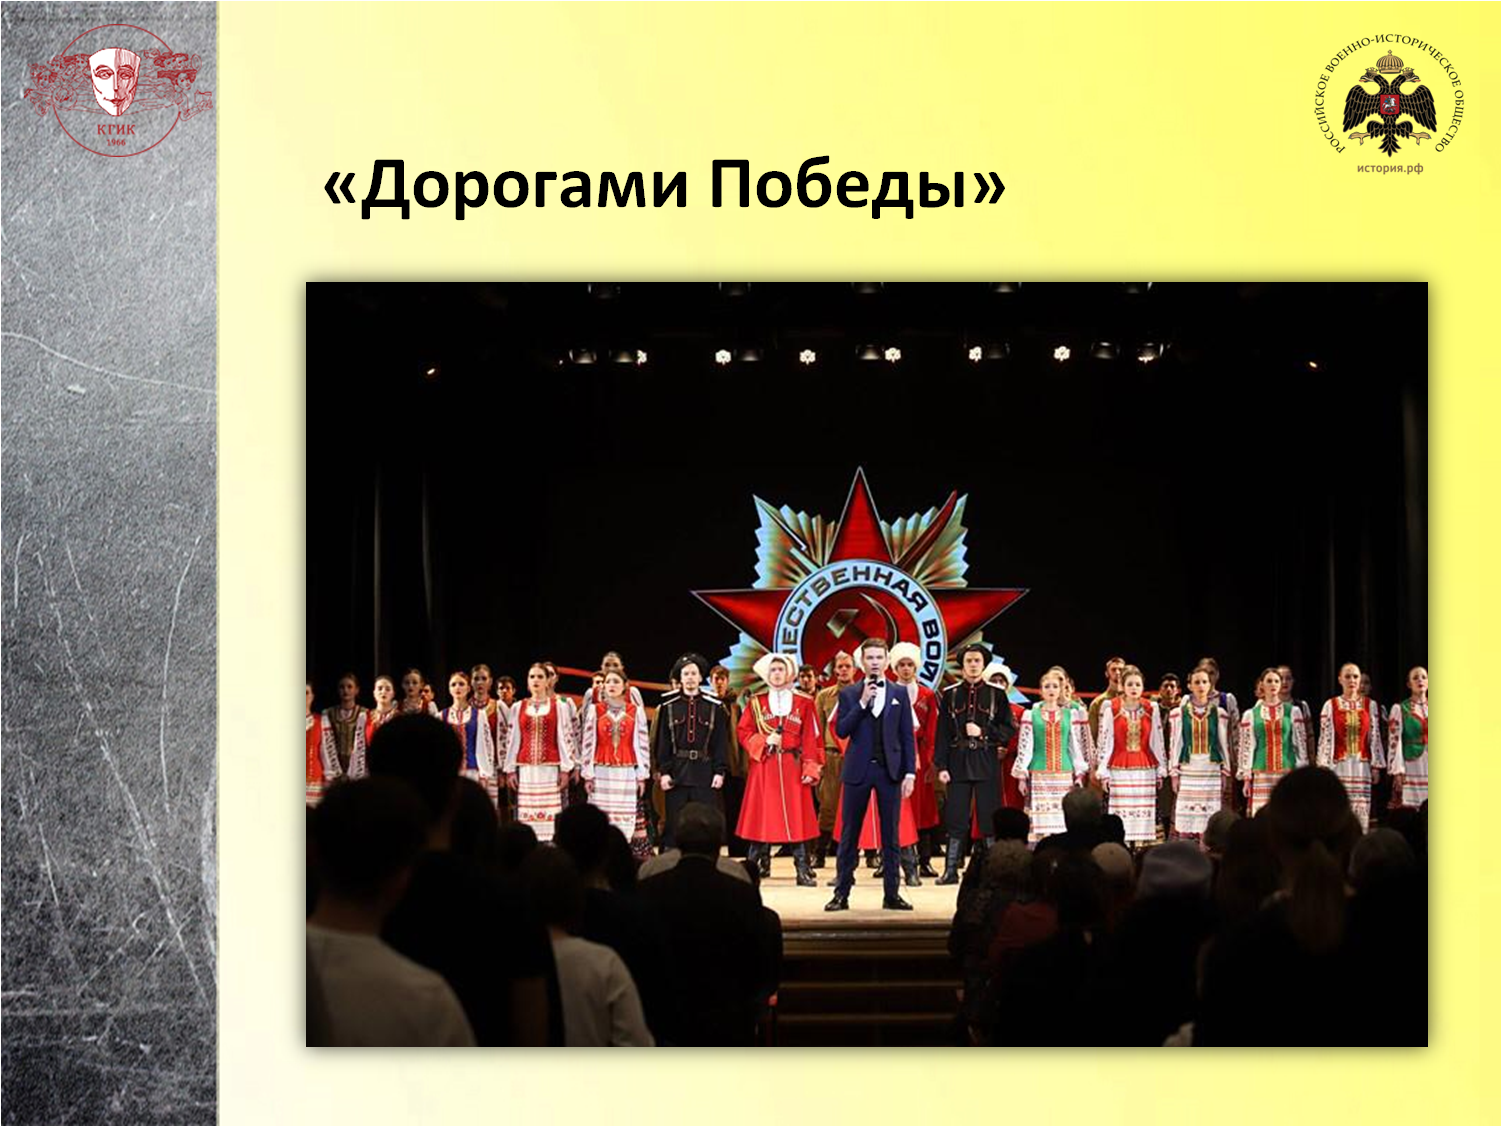 КГИК
1966
РОССИЙСКОЕ ВОЕННО-ИСТОРИЧЕСКОЕ ОБЩЕСТВО
история.рф
«Дорогами Победы»
ЕСТВЕННАЯ ВОЙ